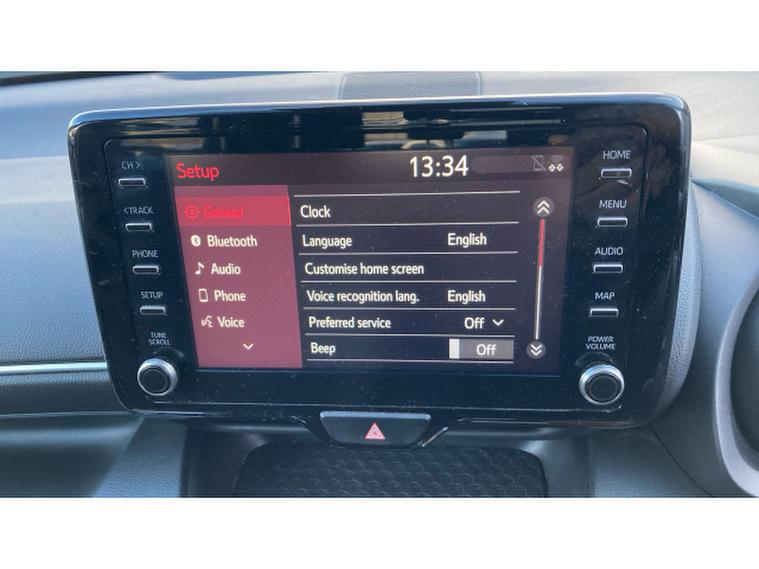 CH >
<TRACK
PHONE
SETUP
TUNE
SCROLL
Setup
13:34
General
Bluetooth
Audio
Phone
Voice
Clock
Language English
Customise home screen
Voice recognition lang. English
Preferred service Off
Beep Off
HOME
MENU
AUDIO
MAP
POWER
VOLUME